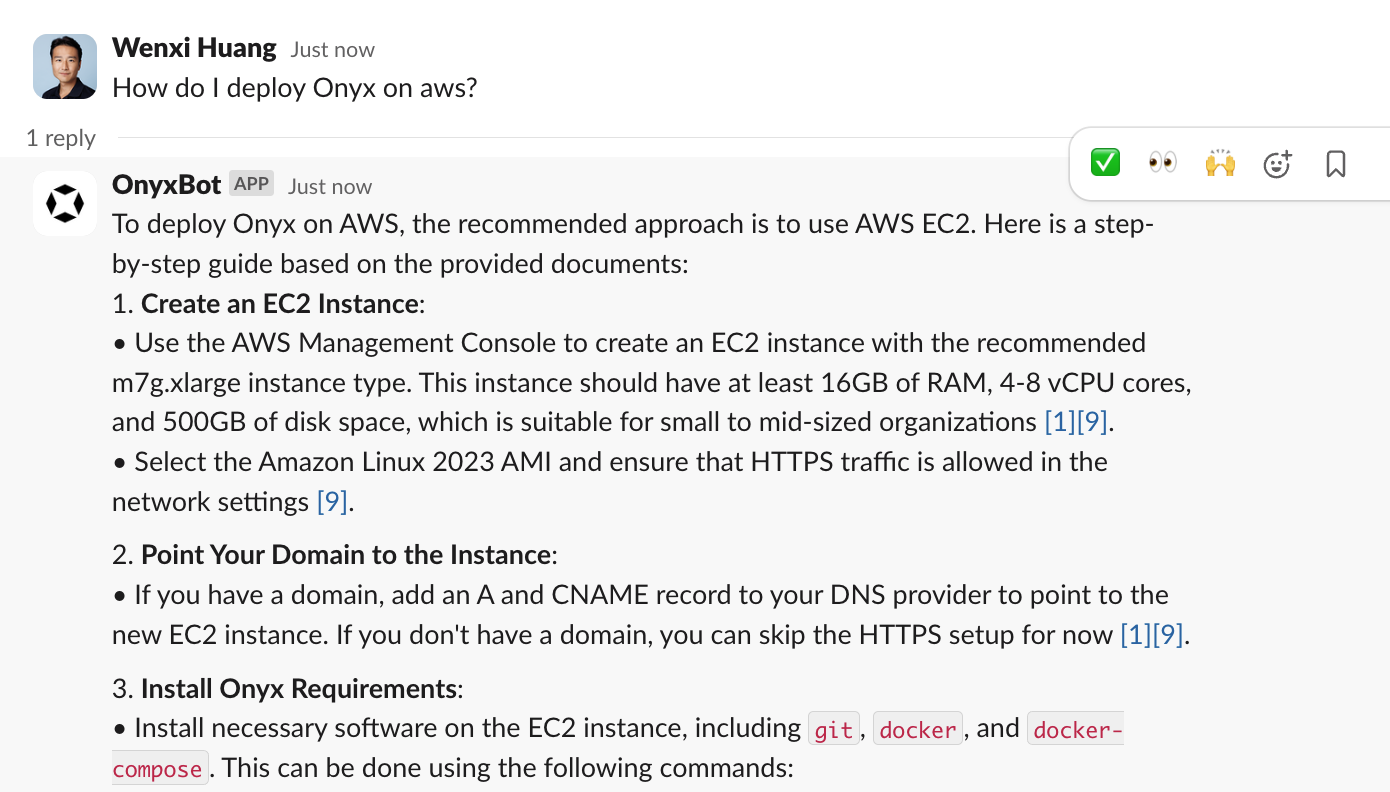 Wenxi Huang Just now
How do I deploy Onyx on aws?
1 reply
OnyxBot APP Just now
To deploy Onyx on AWS, the recommended approach is to use AWS EC2. Here is a step-
by-step guide based on the provided documents:
1. Create an EC2 Instance:
• Use the AWS Management Console to create an EC2 instance with the recommended
m7g.xlarge instance type. This instance should have at least 16GB of RAM, 4-8 vCPU cores,
and 500GB of disk space, which is suitable for small to mid-sized organizations [1][9].
• Select the Amazon Linux 2023 AMI and ensure that HTTPS traffic is allowed in the
network settings [9].
2. Point Your Domain to the Instance:
• If you have a domain, add an A and CNAME record to your DNS provider to point to the
new EC2 instance. If you don't have a domain, you can skip the HTTPS setup for now [1][9].
3. Install Onyx Requirements:
• Install necessary software on the EC2 instance, including git, docker, and docker-
compose. This can be done using the following commands: